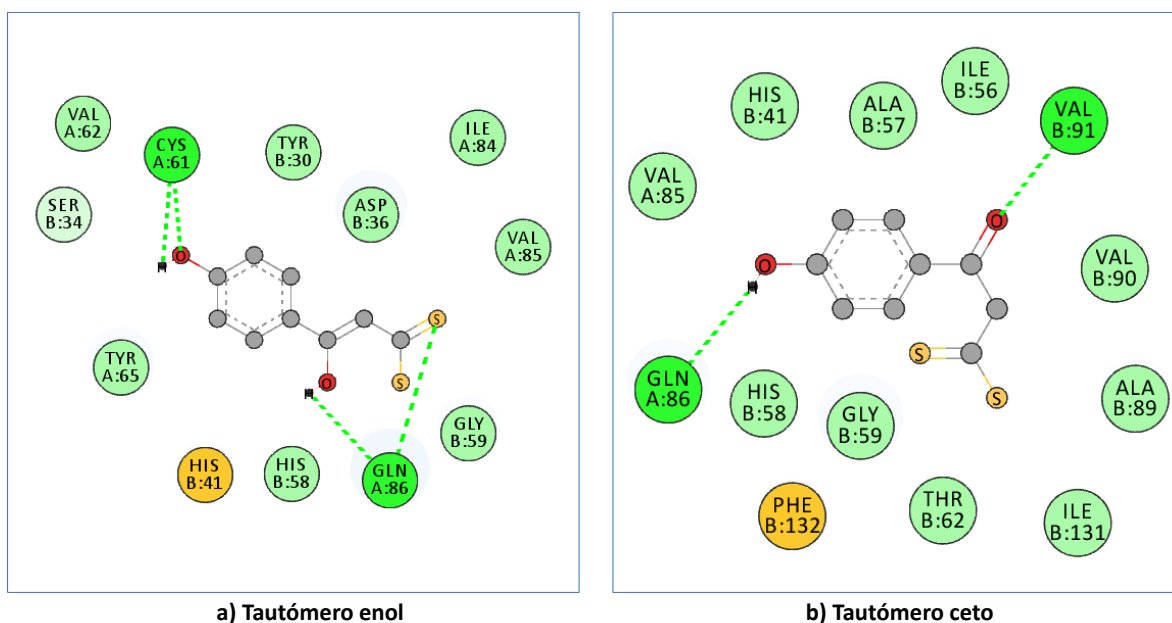 VAL
A:62
CYS
A:61
TYR
B:30
ILE
A:84
SER
B:34
ASP
B:36
VAL
A:85
O
H
S
TYR
A:65
O
H
S
GLY
B:59
HIS
B:41
HIS
B:58
GLN
A:86
a) Tautómero enol
ILE
B:56
HIS
B:41
ALA
B:57
VAL
B:91
VAL
A:85
O
O
H
VAL
B:90
S
S
GLN
A:86
HIS
B:58
GLY
B:59
ALA
B:89
PHE
B:132
THR
B:62
ILE
B:131
b) Tautómero ceto